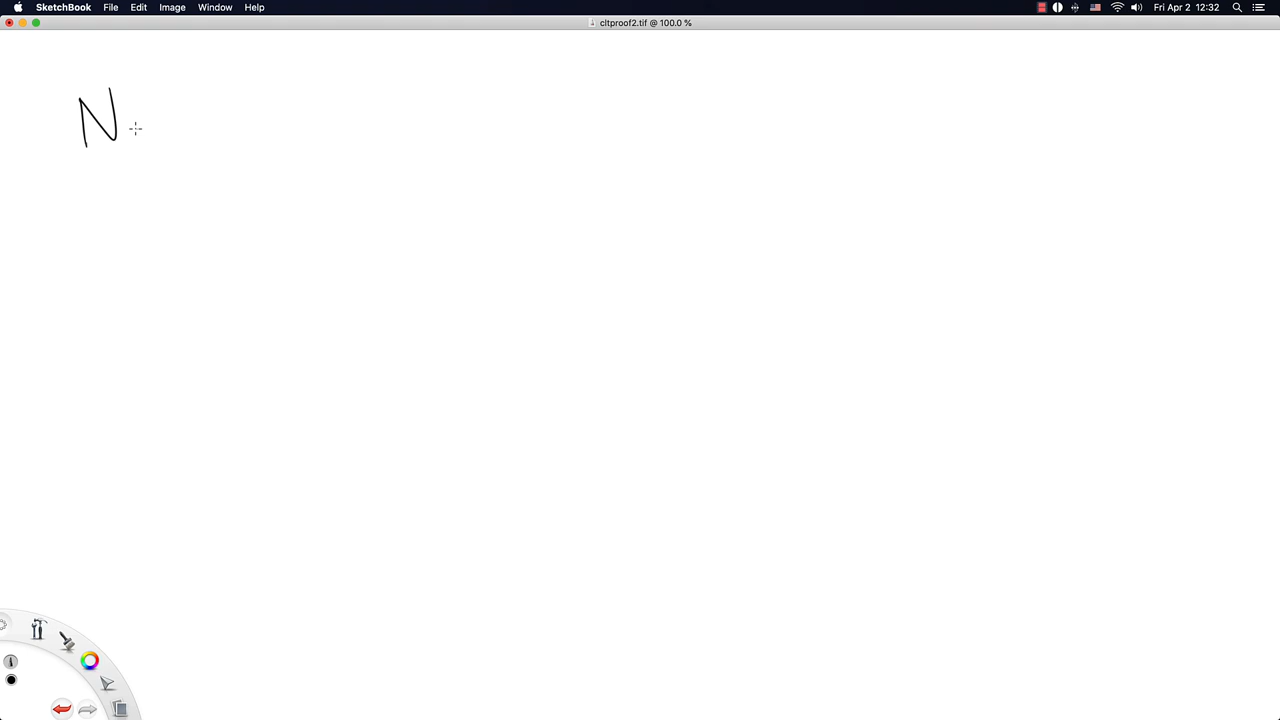 SketchBook File Edit Image Window Help Fri Apr 2 12:32
cltproof2.tif @ 100.0 %
N